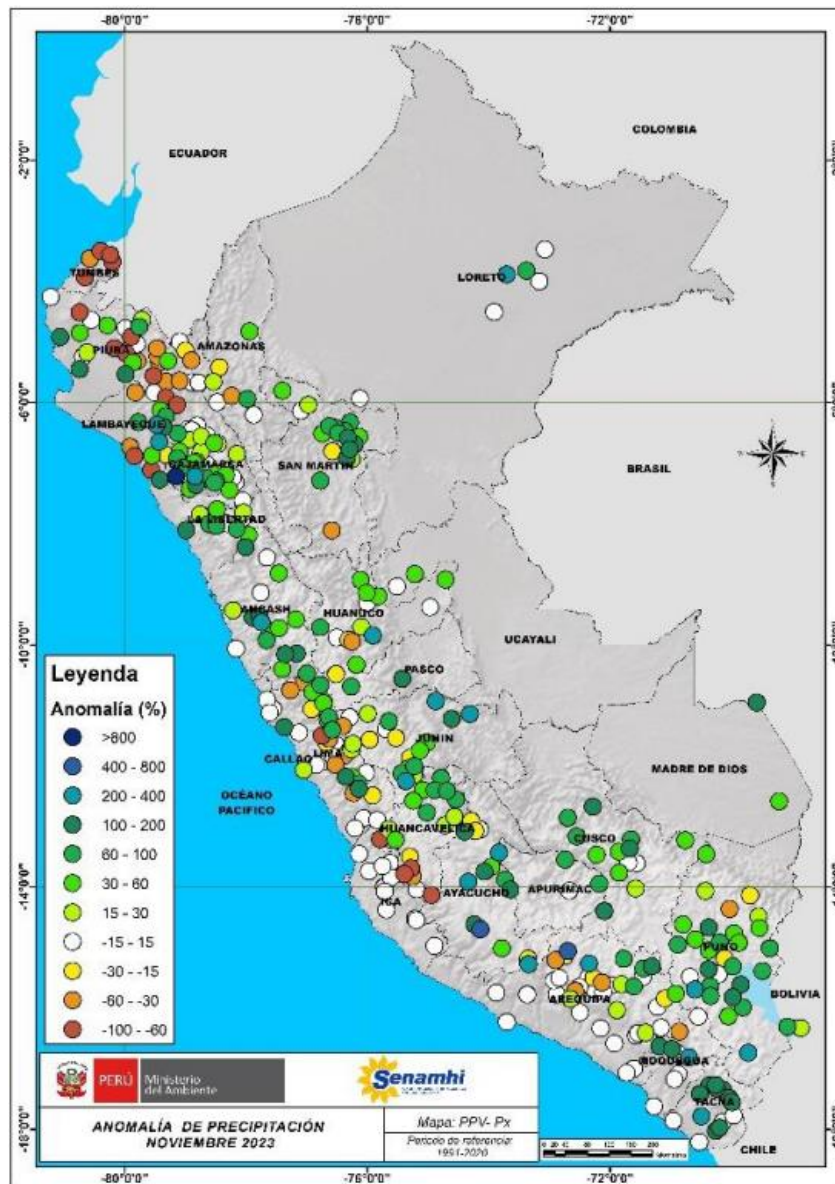 -80°0'0" -76°0'0" -72°0'0"
COLOMBIA
ECUADOR
-2°0'0"
LORETO
TUMBES
PIURA
AMAZONAS
-6°0'0"
LAMBAYEQUE
CAJAMARCA
SAN MARTIN
BRASIL
LA LIBERTAD
ANCASH
HUANUCO
UCAYALI
-10°0'0"
PASCO
JUNIN
LIMA
CALLAO
MADRE DE DIOS
OCÉANO
PACIFICO
HUANCAVELICA
CUSCO
-14°0'0"
ICA
AYACUCHO
APURIMAC
PUNO
AREQUIPA
BOLIVIA
MOQUEGUA
TACNA
-18°0'0"
CHILE
Leyenda
Anomalía (%)
>800
400 - 800
200 - 400
100 - 200
60 - 100
30 - 60
15 - 30
-15 - 15
-30 - -15
-60 - -30
-100 - -60
PERÚ Ministerio
del Ambiente
Senamhi
ANOMALÍA DE PRECIPITACIÓN
NOVIEMBRE 2023
Mapa: PPV- Px
Periodo de referencia:
1991-2020
-80°0'0" -76°0'0" -72°0'0"